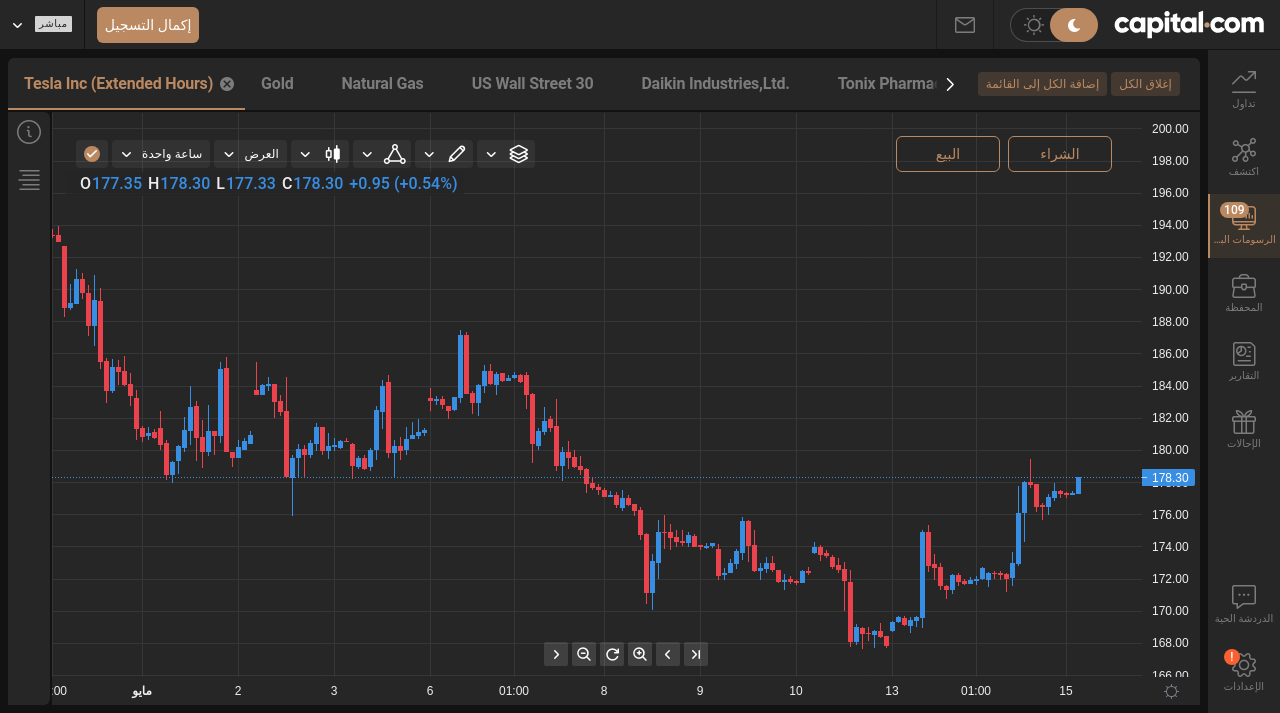 مباشر
إكمال التسجيل
capital.com
Tesla Inc (Extended Hours)
Gold
Natural Gas
US Wall Street 30
Daikin Industries,Ltd.
Tonix Pharmac
إضافة الكل إلى القائمة
إغلاق الكل
ساعة واحدة
العرض
البيع
الشراء
O177.35 H178.30 L177.33 C178.30 +0.95 (+0.54%)
200.00
198.00
196.00
194.00
192.00
190.00
188.00
186.00
184.00
182.00
180.00
178.30
176.00
174.00
172.00
170.00
168.00
166.00
:00
مايو
2
3
6
01:00
8
9
10
13
01:00
15
تداول
اكتشف
109
الرسومات الب...
المحفظة
التقارير
الإحالات
الدردشة الحية
!
الإعدادات